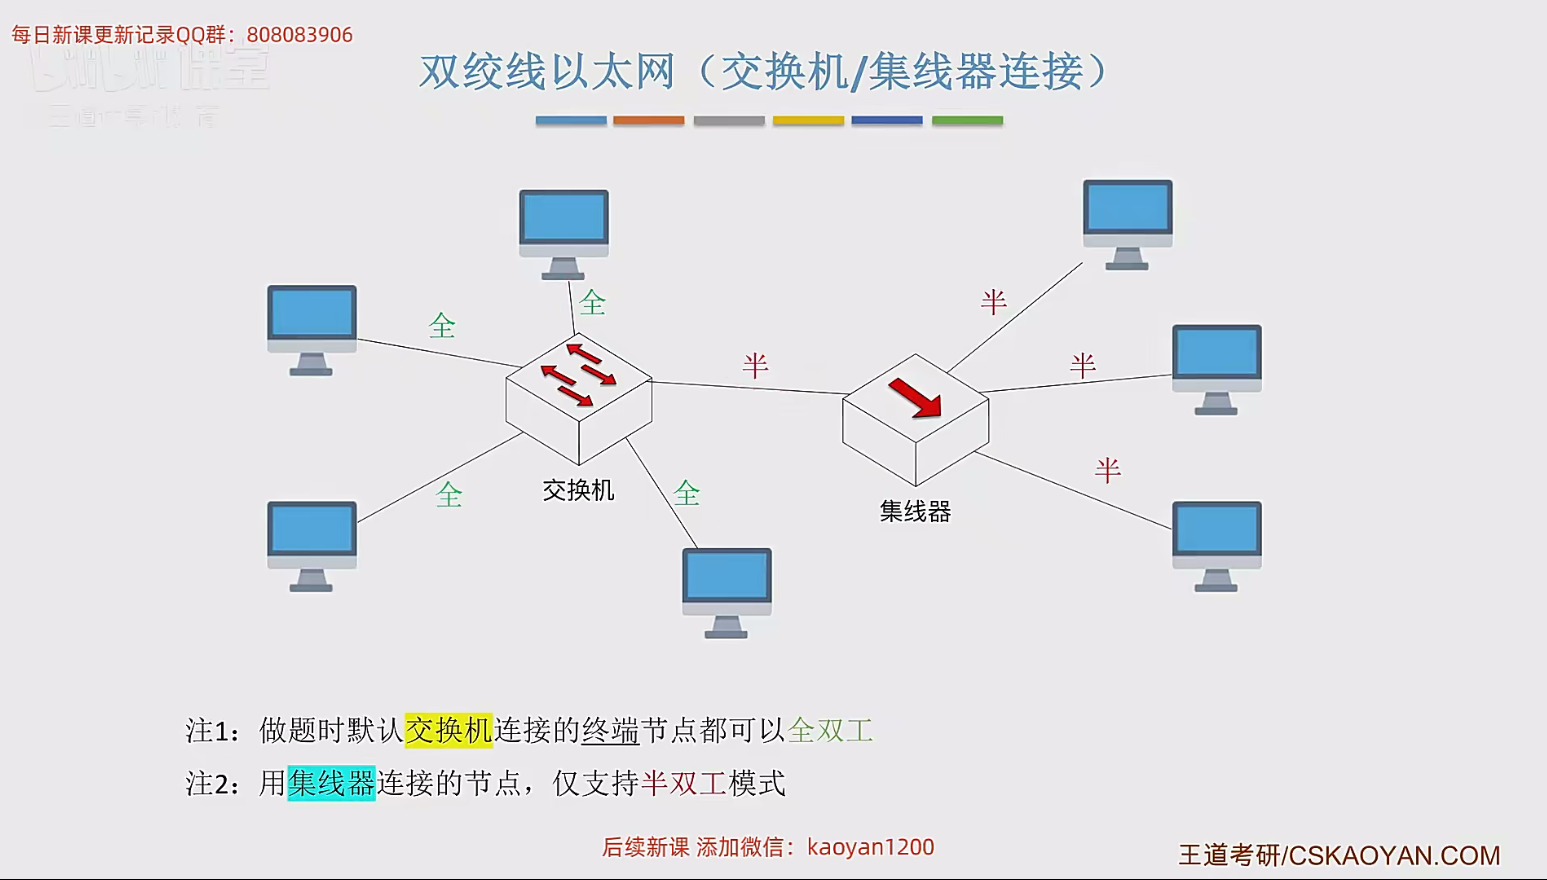 每日新课更新记录QQ群：808083906
课堂
双绞线以太网（交换机/集线器连接）
全
全
半
半
半
全
全
半
交换机
集线器
注1：做题时默认交换机连接的终端节点都可以全双工
注2：用集线器连接的节点，仅支持半双工模式
后续新课 添加微信：kaoyan1200
王道考研/CSKAOYAN.COM